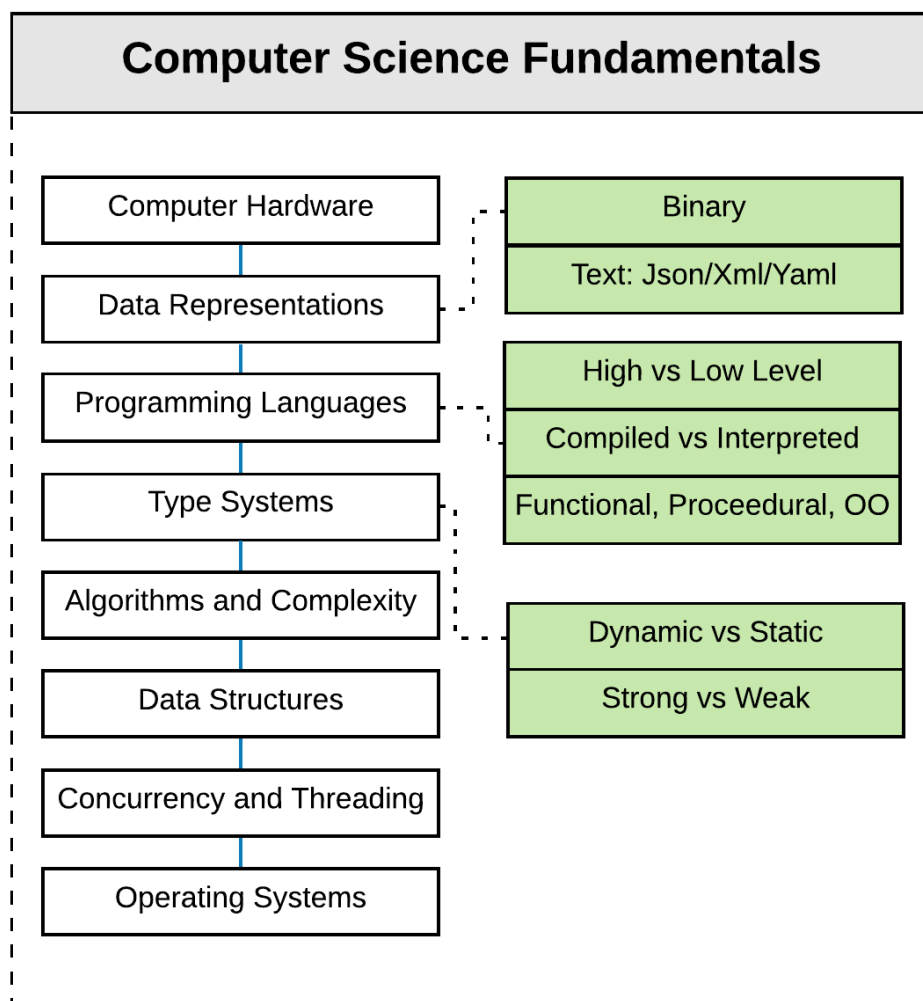 Computer Science Fundamentals
Computer Hardware
Data Representations
Programming Languages
Type Systems
Algorithms and Complexity
Data Structures
Concurrency and Threading
Operating Systems
Binary
Text: Json/Xml/Yaml
High vs Low Level
Compiled vs Interpreted
Functional, Proceedural, OO
Dynamic vs Static
Strong vs Weak